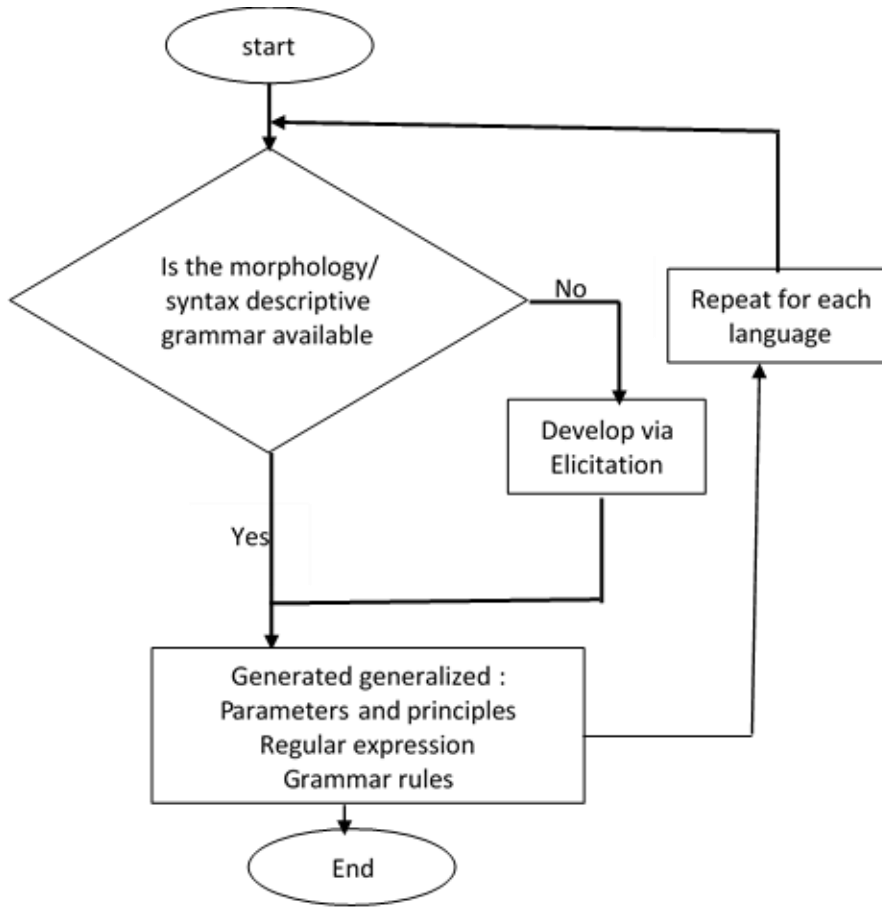 start
Is the morphology/
syntax descriptive
grammar available
No
Repeat for each
language
Develop via
Elicitation
Yes
Generated generalized :
Parameters and principles
Regular expression
Grammar rules
End